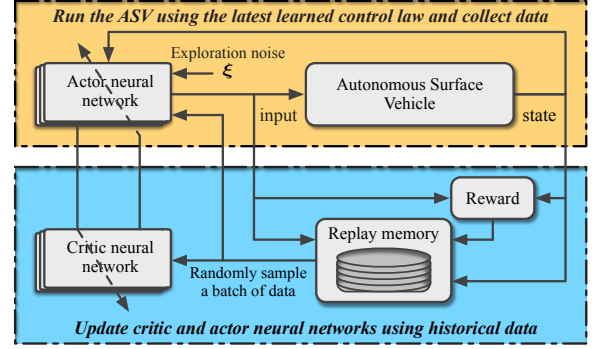 Run the ASV using the latest learned control law and collect data
Exploration noise
ξ
Actor neural
network
Autonomous Surface
Vehicle
input
state
Reward
Replay memory
Critic neural
network
Randomly sample
a batch of data
Update critic and actor neural networks using historical data